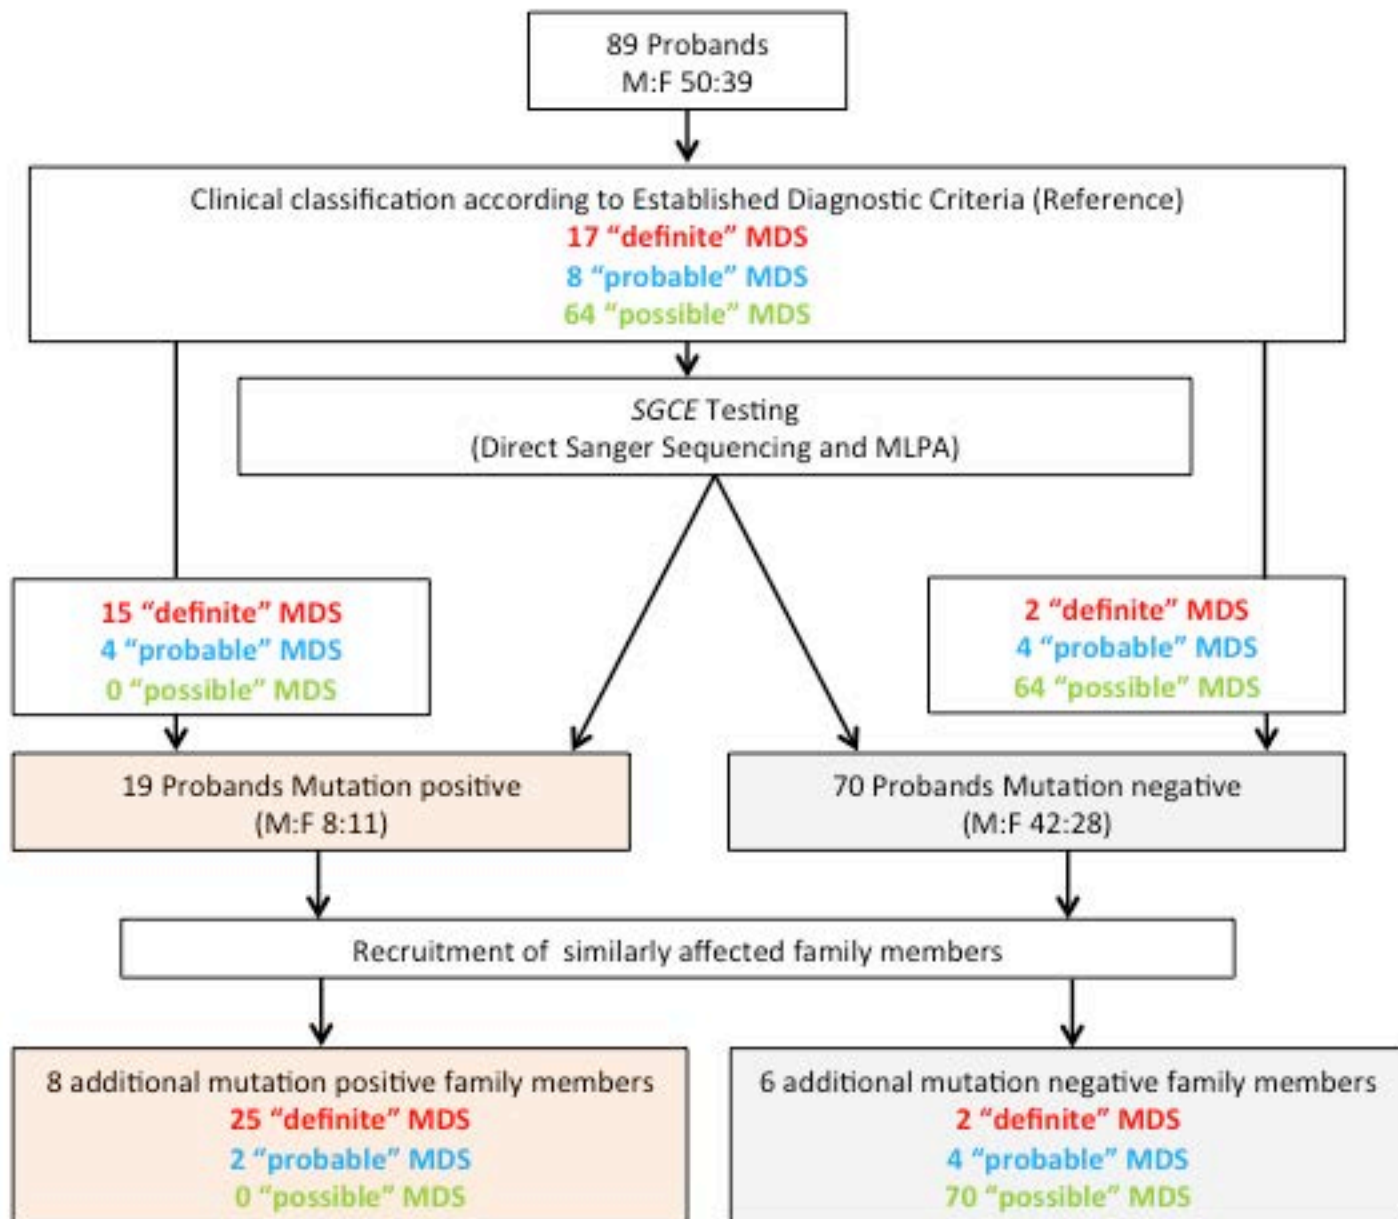 89 Probands
M:F 50:39
Clinical classification according to Established Diagnostic Criteria (Reference)
17 “definite” MDS
8 “probable” MDS
64 “possible” MDS
SGCE Testing
(Direct Sanger Sequencing and MLPA)
15 “definite” MDS
4 “probable” MDS
0 “possible” MDS
2 “definite” MDS
4 “probable” MDS
64 “possible” MDS
19 Probands Mutation positive
(M:F 8:11)
70 Probands Mutation negative
(M:F 42:28)
Recruitment of similarly affected family members
8 additional mutation positive family members
25 “definite” MDS
2 “probable” MDS
0 “possible” MDS
6 additional mutation negative family members
2 “definite” MDS
4 “probable” MDS
70 “possible” MDS